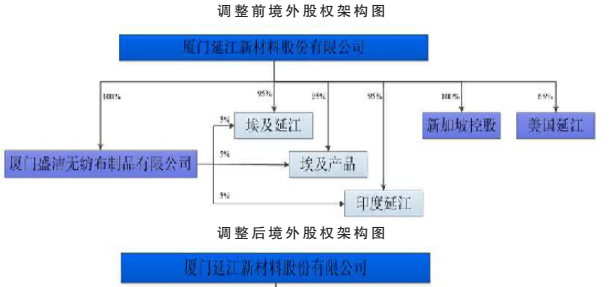 调整前境外股权架构图
厦门延江新材料股份有限公司
100%
95%
95%
95%
100%
69%
5%
埃及延江
新加坡控股
美国延江
厦门盛洁无纺布制品有限公司
5%
埃及产品
5%
印度延江
调整后境外股权架构图
厦门延江新材料股份有限公司